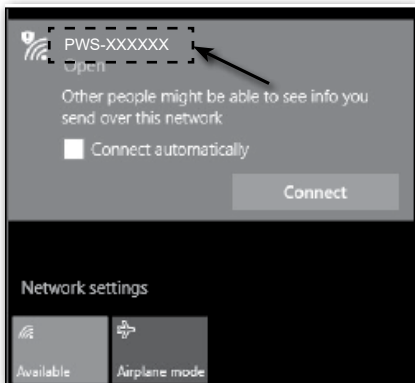 PWS-XXXXXX
Open
Other people might be able to see info you
send over this network
Connect automatically
Connect
Network settings
Available
Airplane mode